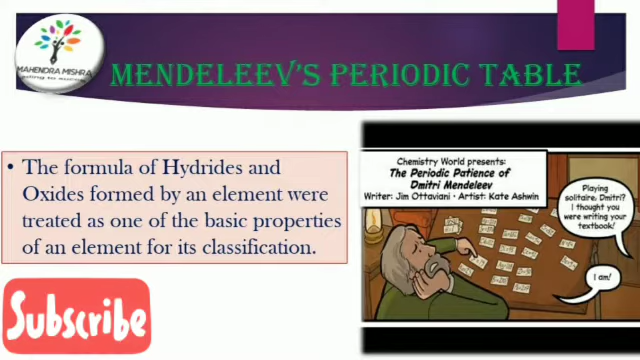 MAHENDRA MISHRA
MENDELEEV'S PERIODIC TABLE
• The formula of Hydrides and
Oxides formed by an element were
treated as one of the basic properties
of an element for its classification.
Subscribe
Chemistry World presents:
The Periodic Patience of
Dmitri Mendeleev
Writer: Jim Ottaviani • Artist: Kate Ashwin
Playing
solitaire, Dmitri?
I thought you
were writing your
textbook!
I am!